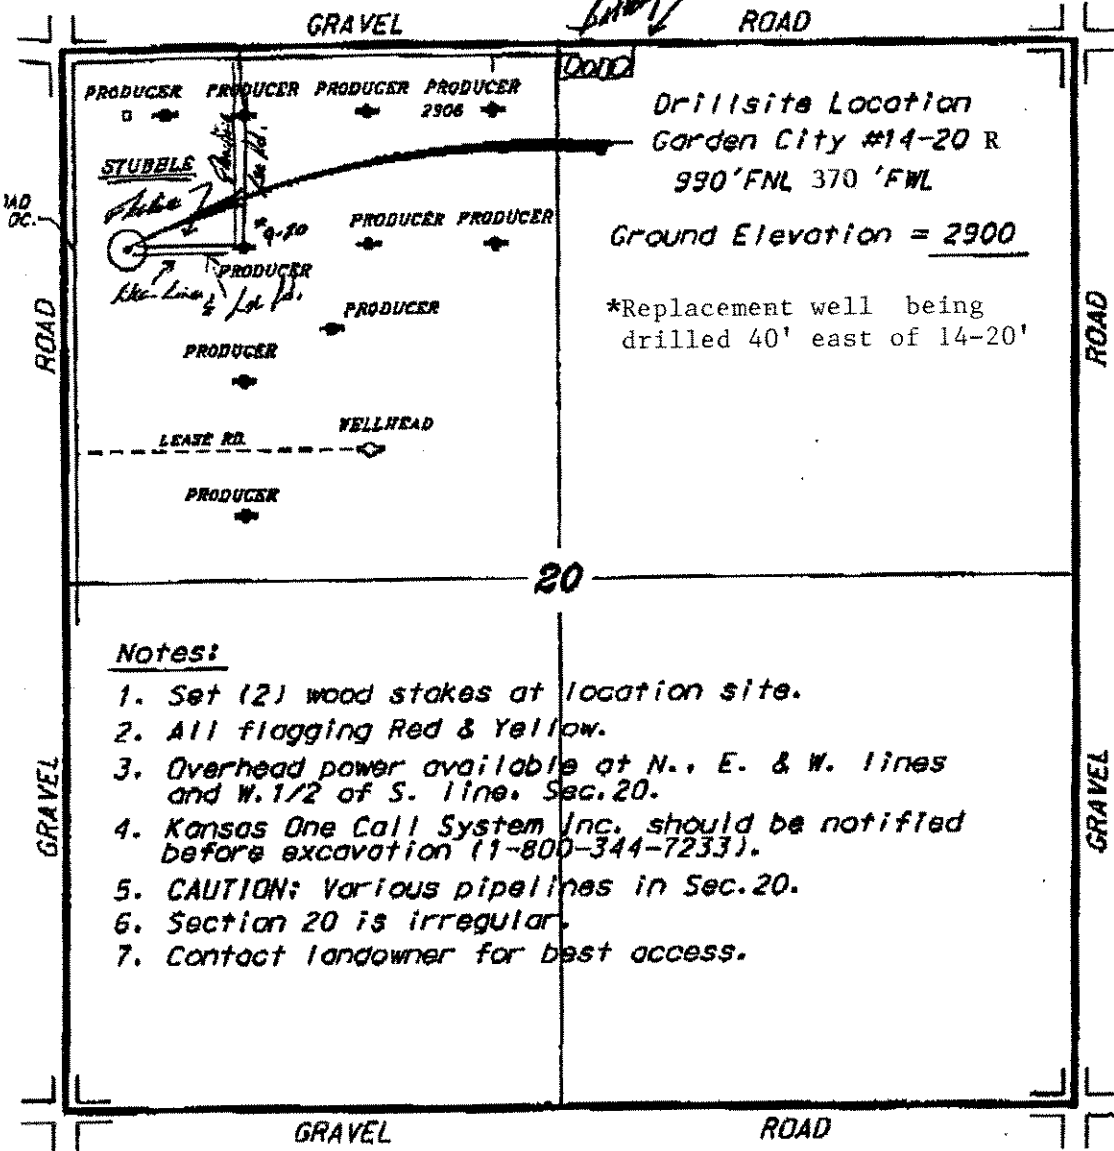 GRAVEL ROAD
PRODUCER PRODUCER PRODUCER PRODUCER
2906
Drillsite Location
Garden City #14-20 R
990'FNL 370 'FWL
STUBBLE
*9-20
PRODUCER PRODUCER
Ground Elevation = 2900
PRODUCER
PRODUCER
*Replacement well being
drilled 40' east of 14-20'
ROAD
ROAD
PRODUCER
WELLHEAD
LEASE RD.
PRODUCER
20
Notes:
1. Set (2) wood stakes at location site.
2. All flagging Red & Yellow.
3. Overhead power available at N., E. & W. lines
and W.1/2 of S. line. Sec.20.
4. Kansas One Call System Inc. should be notified
before excavation (1-800-344-7233).
5. CAUTION: Various pipelines in Sec.20.
6. Section 20 is irregular.
7. Contact landowner for best access.
GRAVEL
GRAVEL
GRAVEL ROAD